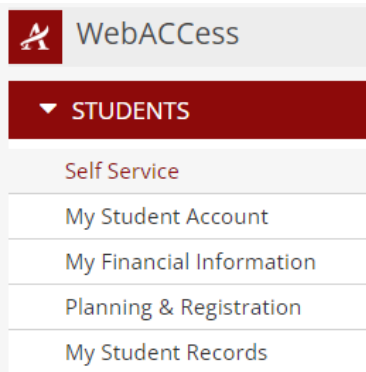 WebACCess
STUDENTS
Self Service
My Student Account
My Financial Information
Planning & Registration
My Student Records